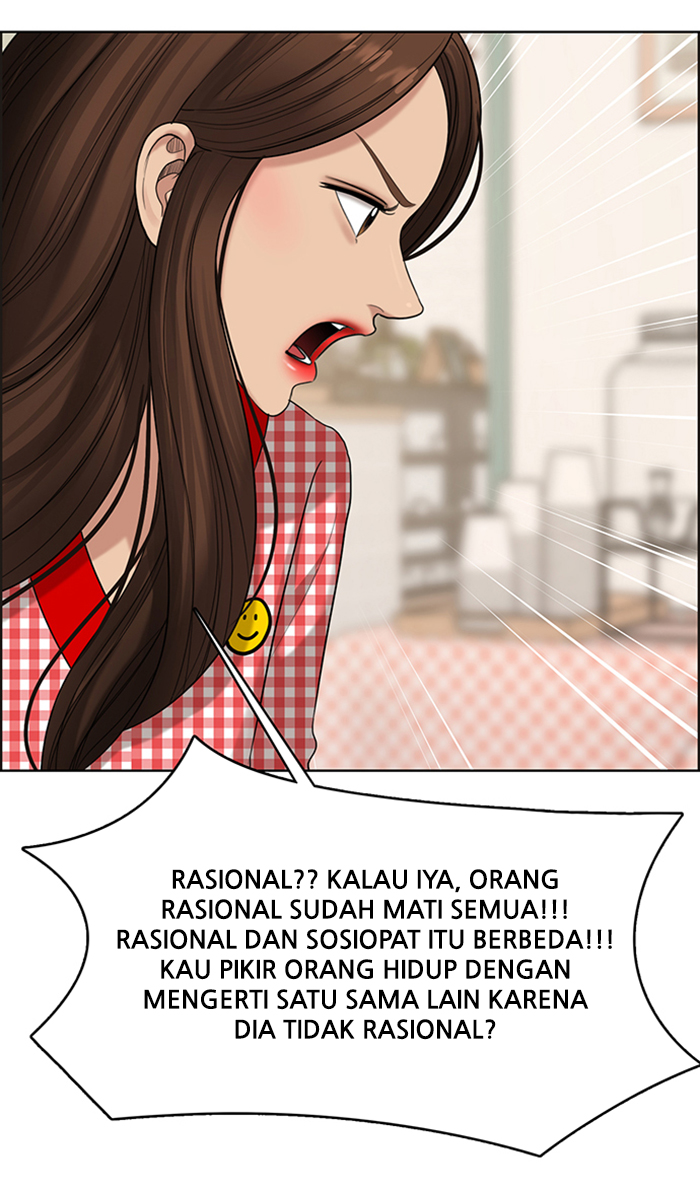 RASIONAL?? KALAU IYA, ORANG
RASIONAL SUDAH MATI SEMUA!!!
RASIONAL DAN SOSIOPAT ITU BERBEDA!!!
KAU PIKIR ORANG HIDUP DENGAN
MENGERTI SATU SAMA LAIN KARENA
DIA TIDAK RASIONAL?